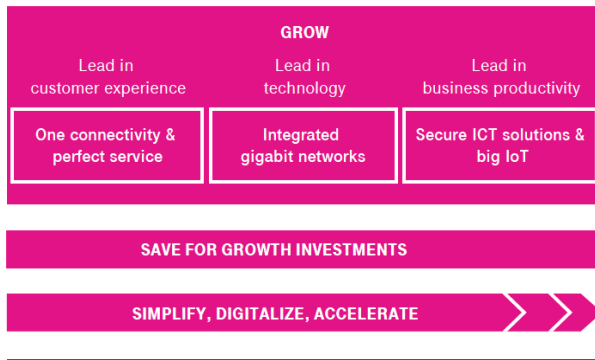 GROW
Lead in
customer experience
Lead in
technology
Lead in
business productivity
One connectivity &
perfect service
Integrated
gigabit networks
Secure ICT solutions &
big IoT
SAVE FOR GROWTH INVESTMENTS
SIMPLIFY, DIGITALIZE, ACCELERATE